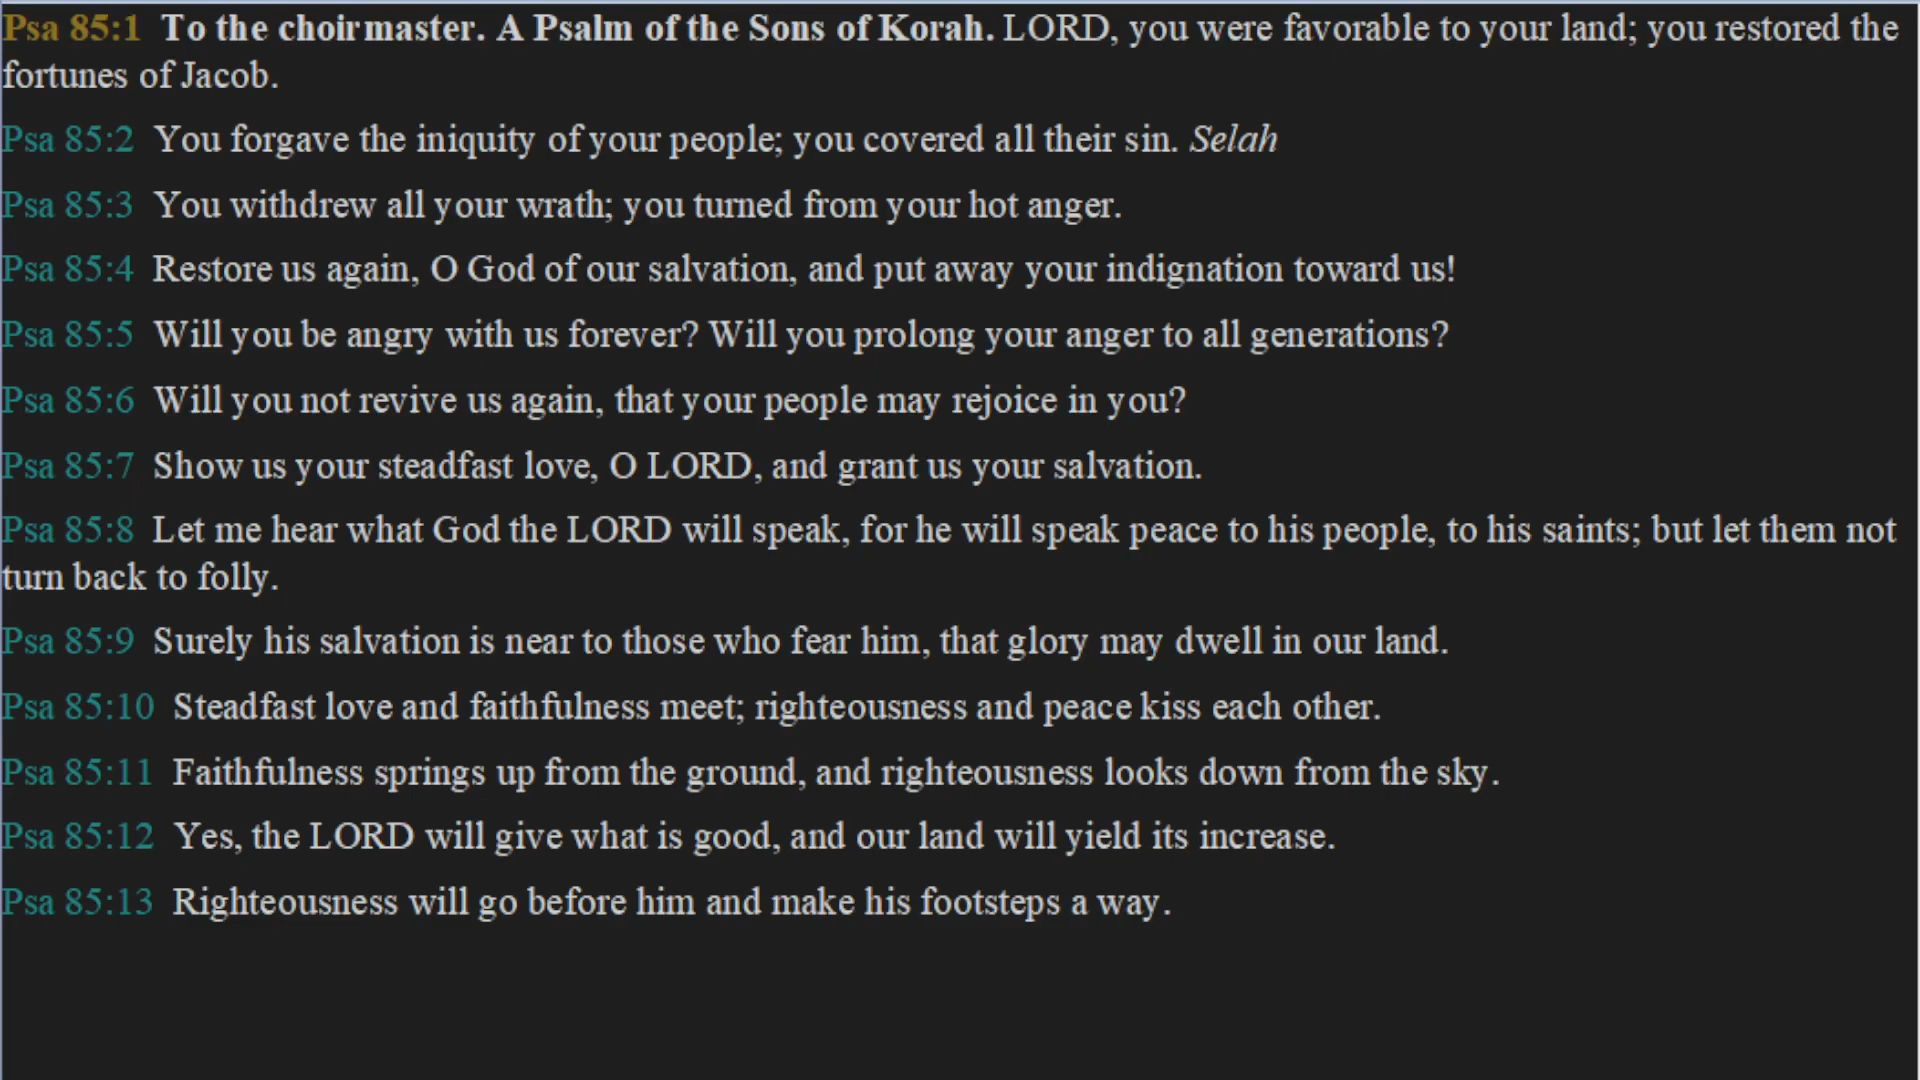 Psa 85:1 To the choirmaster. A Psalm of the Sons of Korah. LORD, you were favorable to your land; you restored the
fortunes of Jacob.
Psa 85:2 You forgave the iniquity of your people; you covered all their sin. Selah
Psa 85:3 You withdrew all your wrath; you turned from your hot anger.
Psa 85:4 Restore us again, O God of our salvation, and put away your indignation toward us!
Psa 85:5 Will you be angry with us forever? Will you prolong your anger to all generations?
Psa 85:6 Will you not revive us again, that your people may rejoice in you?
Psa 85:7 Show us your steadfast love, O LORD, and grant us your salvation.
Psa 85:8 Let me hear what God the LORD will speak, for he will speak peace to his people, to his saints; but let them not
turn back to folly.
Psa 85:9 Surely his salvation is near to those who fear him, that glory may dwell in our land.
Psa 85:10 Steadfast love and faithfulness meet; righteousness and peace kiss each other.
Psa 85:11 Faithfulness springs up from the ground, and righteousness looks down from the sky.
Psa 85:12 Yes, the LORD will give what is good, and our land will yield its increase.
Psa 85:13 Righteousness will go before him and make his footsteps a way.